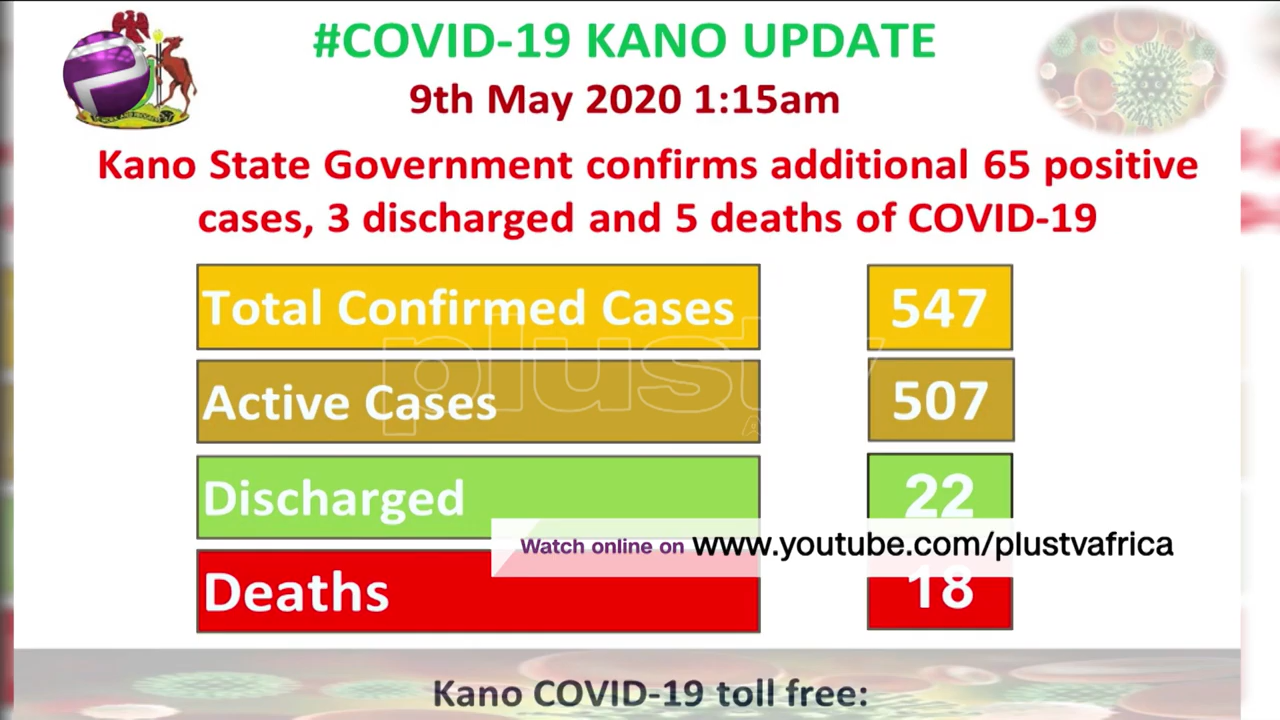 #COVID-19 KANO UPDATE
9th May 2020 1:15am
Kano State Government confirms additional 65 positive
cases, 3 discharged and 5 deaths of COVID-19
Total Confirmed Cases 547
plustv
Active Cases 507
Discharged 22
Watch online on www.youtube.com/plustvafrica
Deaths 18
Kano COVID-19 toll free: